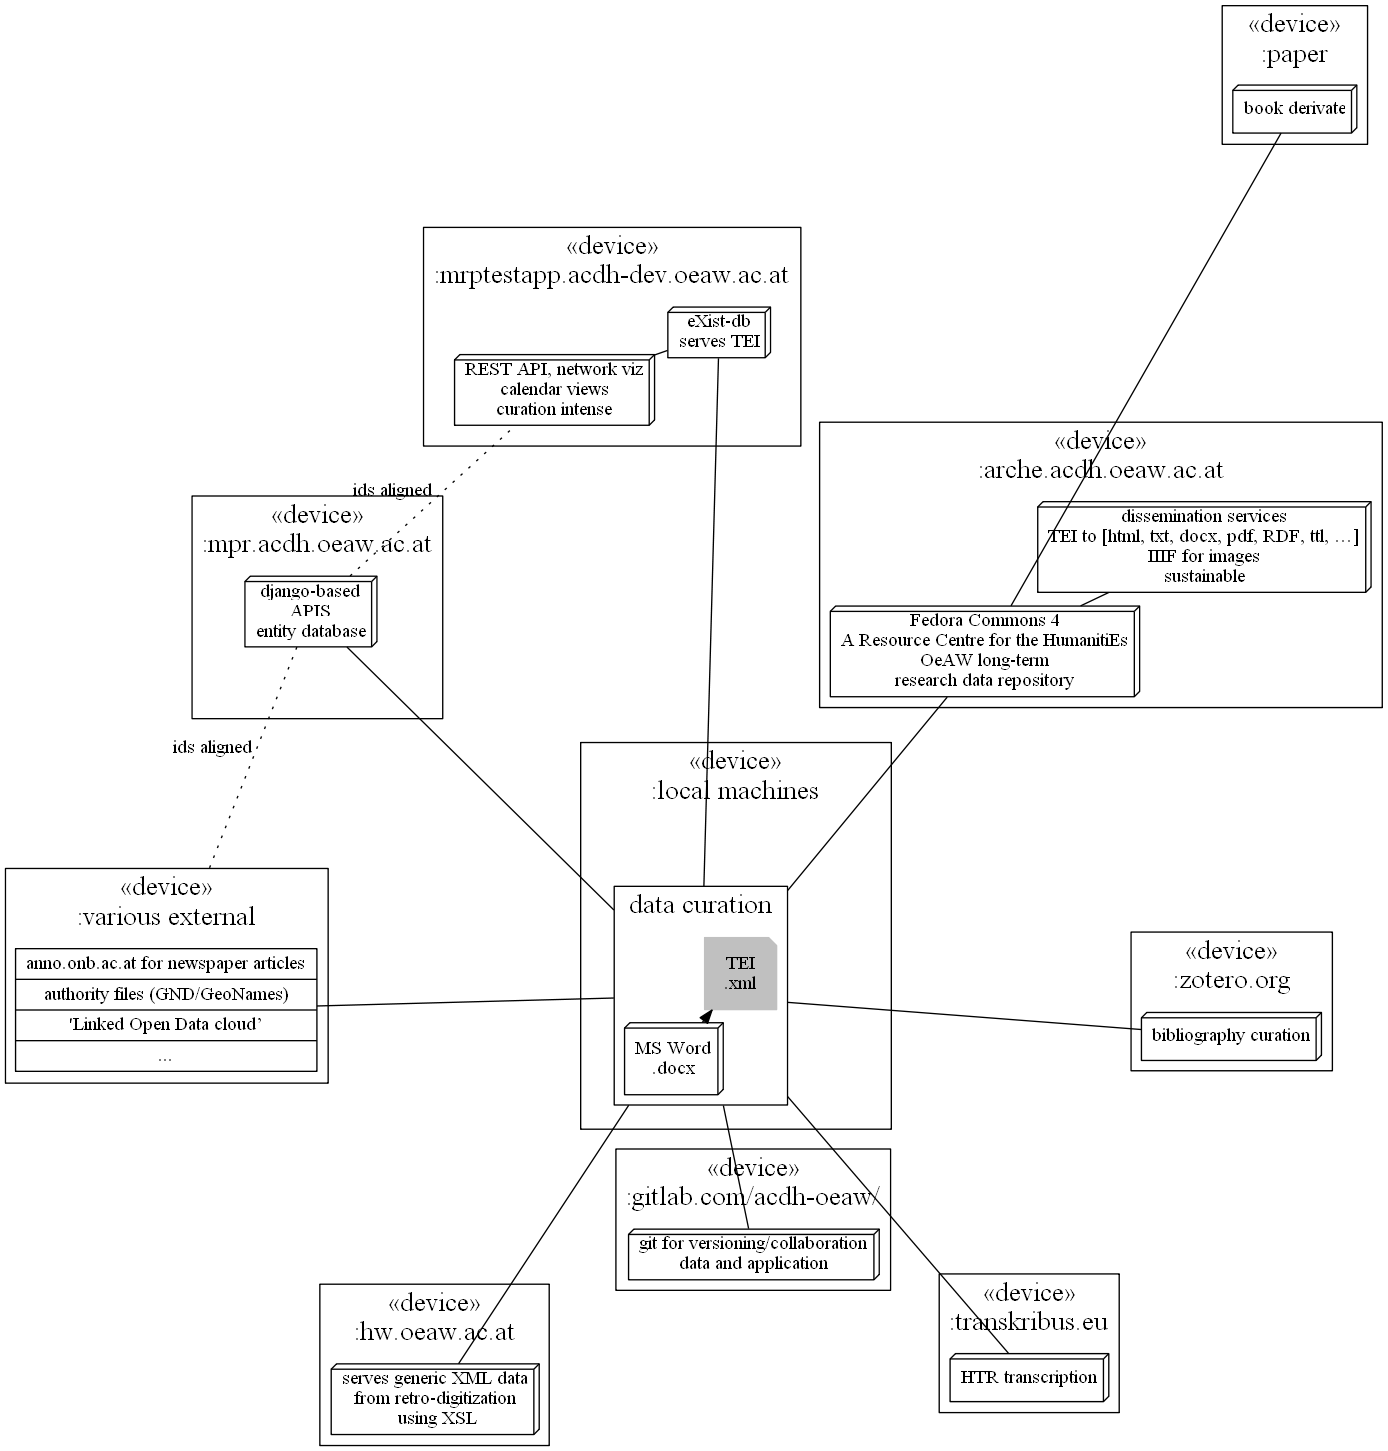 «device»
:paper
book derivate
«device»
:mrptestapp.acdh-dev.oeaw.ac.at
eXist-db
serves TEI
REST API, network viz
calendar views
curation intense
«device»
:arche.acdh.oeaw.ac.at
dissemination services
TEI to [html, txt, docx, pdf, RDF, ttl, …]
IIIF for images
sustainable
Fedora Commons 4
A Resource Centre for the HumanitiEs
OeAW long-term
research data repository
ids aligned
«device»
:mpr.acdh.oeaw.ac.at
django-based
APIS
entity database
ids aligned
«device»
:local machines
data curation
TEI
.xml
MS Word
.docx
«device»
:various external
anno.onb.ac.at for newspaper articles
authority files (GND/GeoNames)
'Linked Open Data cloud’
...
«device»
:zotero.org
bibliography curation
«device»
:gitlab.com/acdh-oeaw/
git for versioning/collaboration
data and application
«device»
:hw.oeaw.ac.at
serves generic XML data
from retro-digitization
using XSL
«device»
:transkribus.eu
HTR transcription